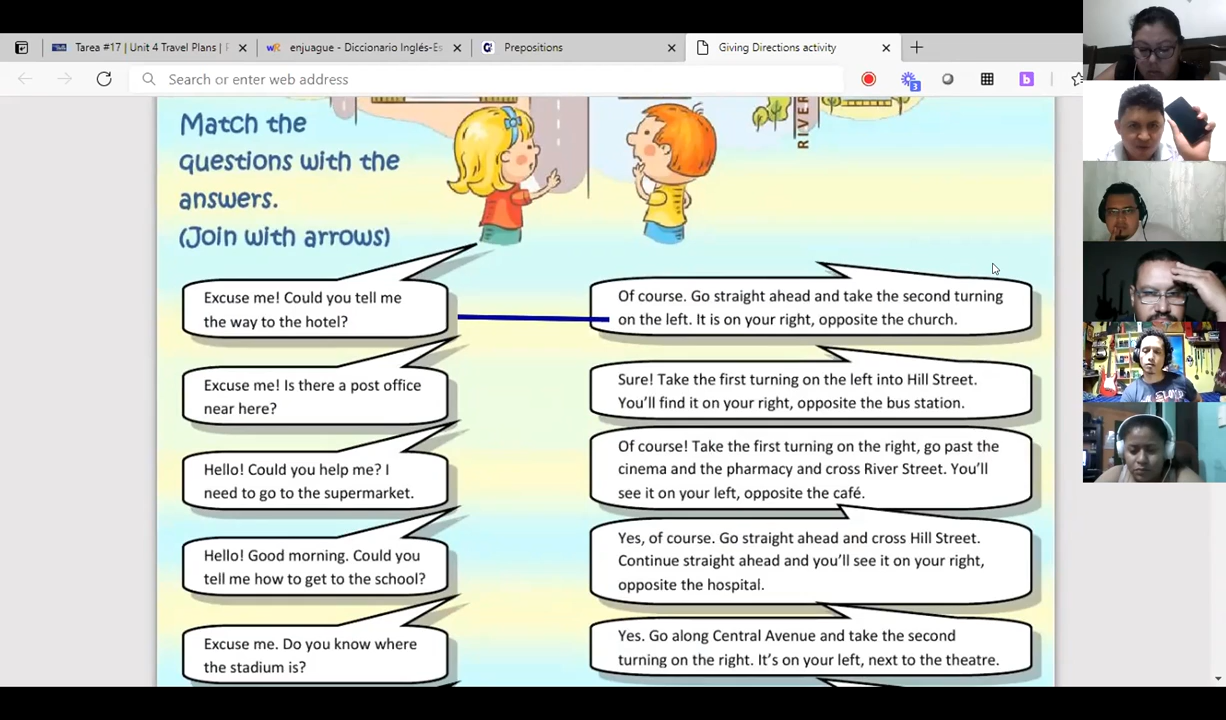 Tarea #17 | Unit 4 Travel Plans |
enjuague - Diccionario Inglés-Es
Prepositions
Giving Directions activity
Search or enter web address
3
b
RIVER
Match the
questions with the
answers.
(Join with arrows)
Excuse me! Could you tell me
the way to the hotel?
Excuse me! Is there a post office
near here?
Hello! Could you help me? I
need to go to the supermarket.
Hello! Good morning. Could you
tell me how to get to the school?
Excuse me. Do you know where
the stadium is?
Of course. Go straight ahead and take the second turning
on the left. It is on your right, opposite the church.
Sure! Take the first turning on the left into Hill Street.
You'll find it on your right, opposite the bus station.
Of course! Take the first turning on the right, go past the
cinema and the pharmacy and cross River Street. You'll
see it on your left, opposite the café.
Yes, of course. Go straight ahead and cross Hill Street.
Continue straight ahead and you'll see it on your right,
opposite the hospital.
Yes. Go along Central Avenue and take the second
turning on the right. It's on your left, next to the theatre.